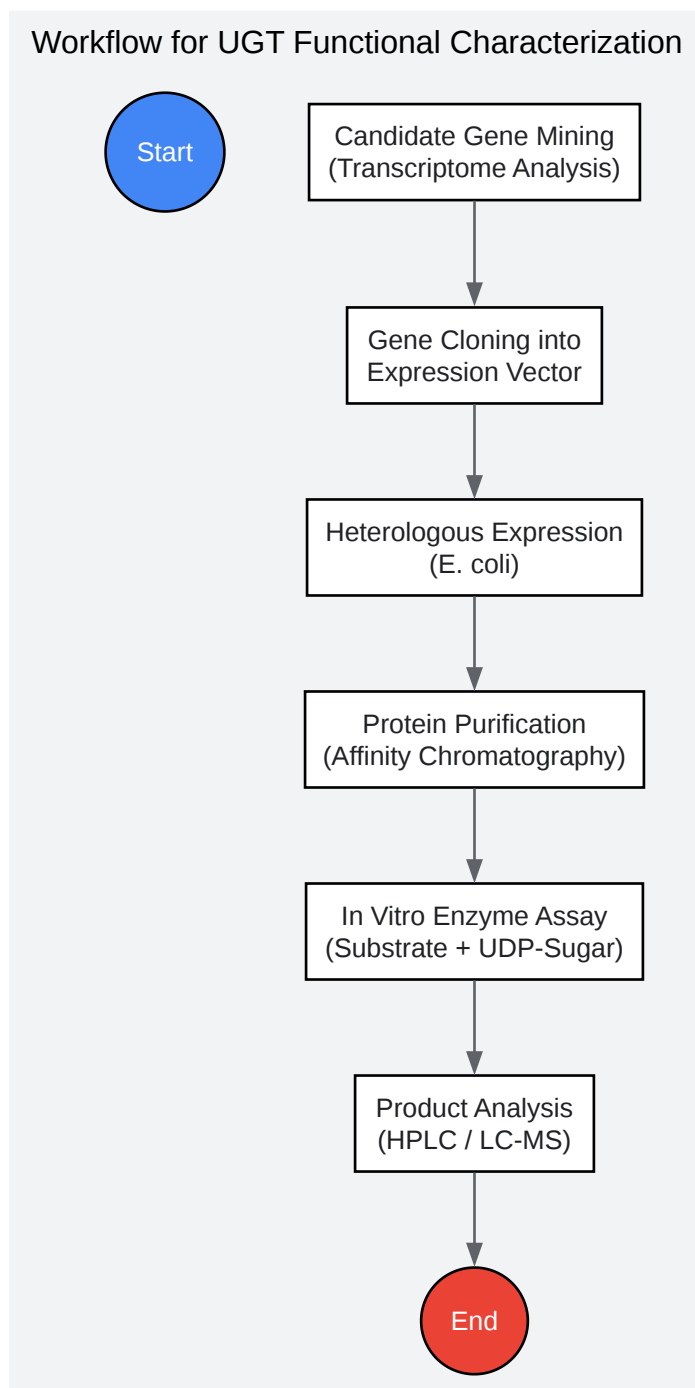 Workflow for UGT Functional Characterization
Start
Candidate Gene Mining
(Transcriptome Analysis)
Gene Cloning into
Expression Vector
Heterologous Expression
(E. coli)
Protein Purification
(Affinity Chromatography)
In Vitro Enzyme Assay
(Substrate + UDP-Sugar)
Product Analysis
(HPLC / LC-MS)
End